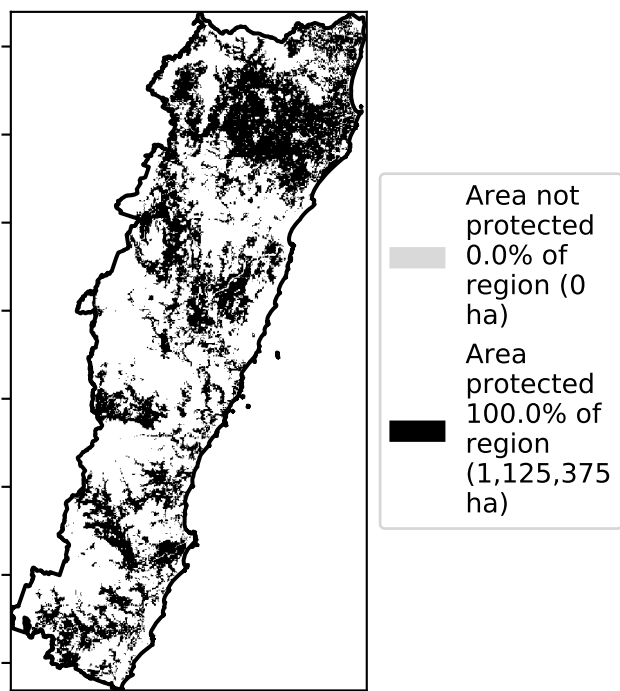 Area not
protected
0.0% of
region (0
ha)
Area
protected
100.0% of
region
(1,125,375
ha)